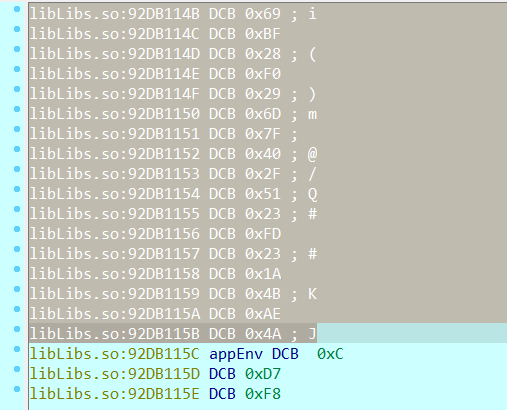 libLibs.so:92DB114B DCB 0x69 ; i
libLibs.so:92DB114C DCB 0xBF
libLibs.so:92DB114D DCB 0x28 ; (
libLibs.so:92DB114E DCB 0xF0
libLibs.so:92DB114F DCB 0x29 ; )
libLibs.so:92DB1150 DCB 0x6D ; m
libLibs.so:92DB1151 DCB 0x7F ;
libLibs.so:92DB1152 DCB 0x40 ; @
libLibs.so:92DB1153 DCB 0x2F ; /
libLibs.so:92DB1154 DCB 0x51 ; Q
libLibs.so:92DB1155 DCB 0x23 ; #
libLibs.so:92DB1156 DCB 0xFD
libLibs.so:92DB1157 DCB 0x23 ; #
libLibs.so:92DB1158 DCB 0x1A
libLibs.so:92DB1159 DCB 0x4B ; K
libLibs.so:92DB115A DCB 0xAE
libLibs.so:92DB115B DCB 0x4A ; J
libLibs.so:92DB115C appEnv DCB  0xC
libLibs.so:92DB115D DCB 0xD7
libLibs.so:92DB115E DCB 0xF8